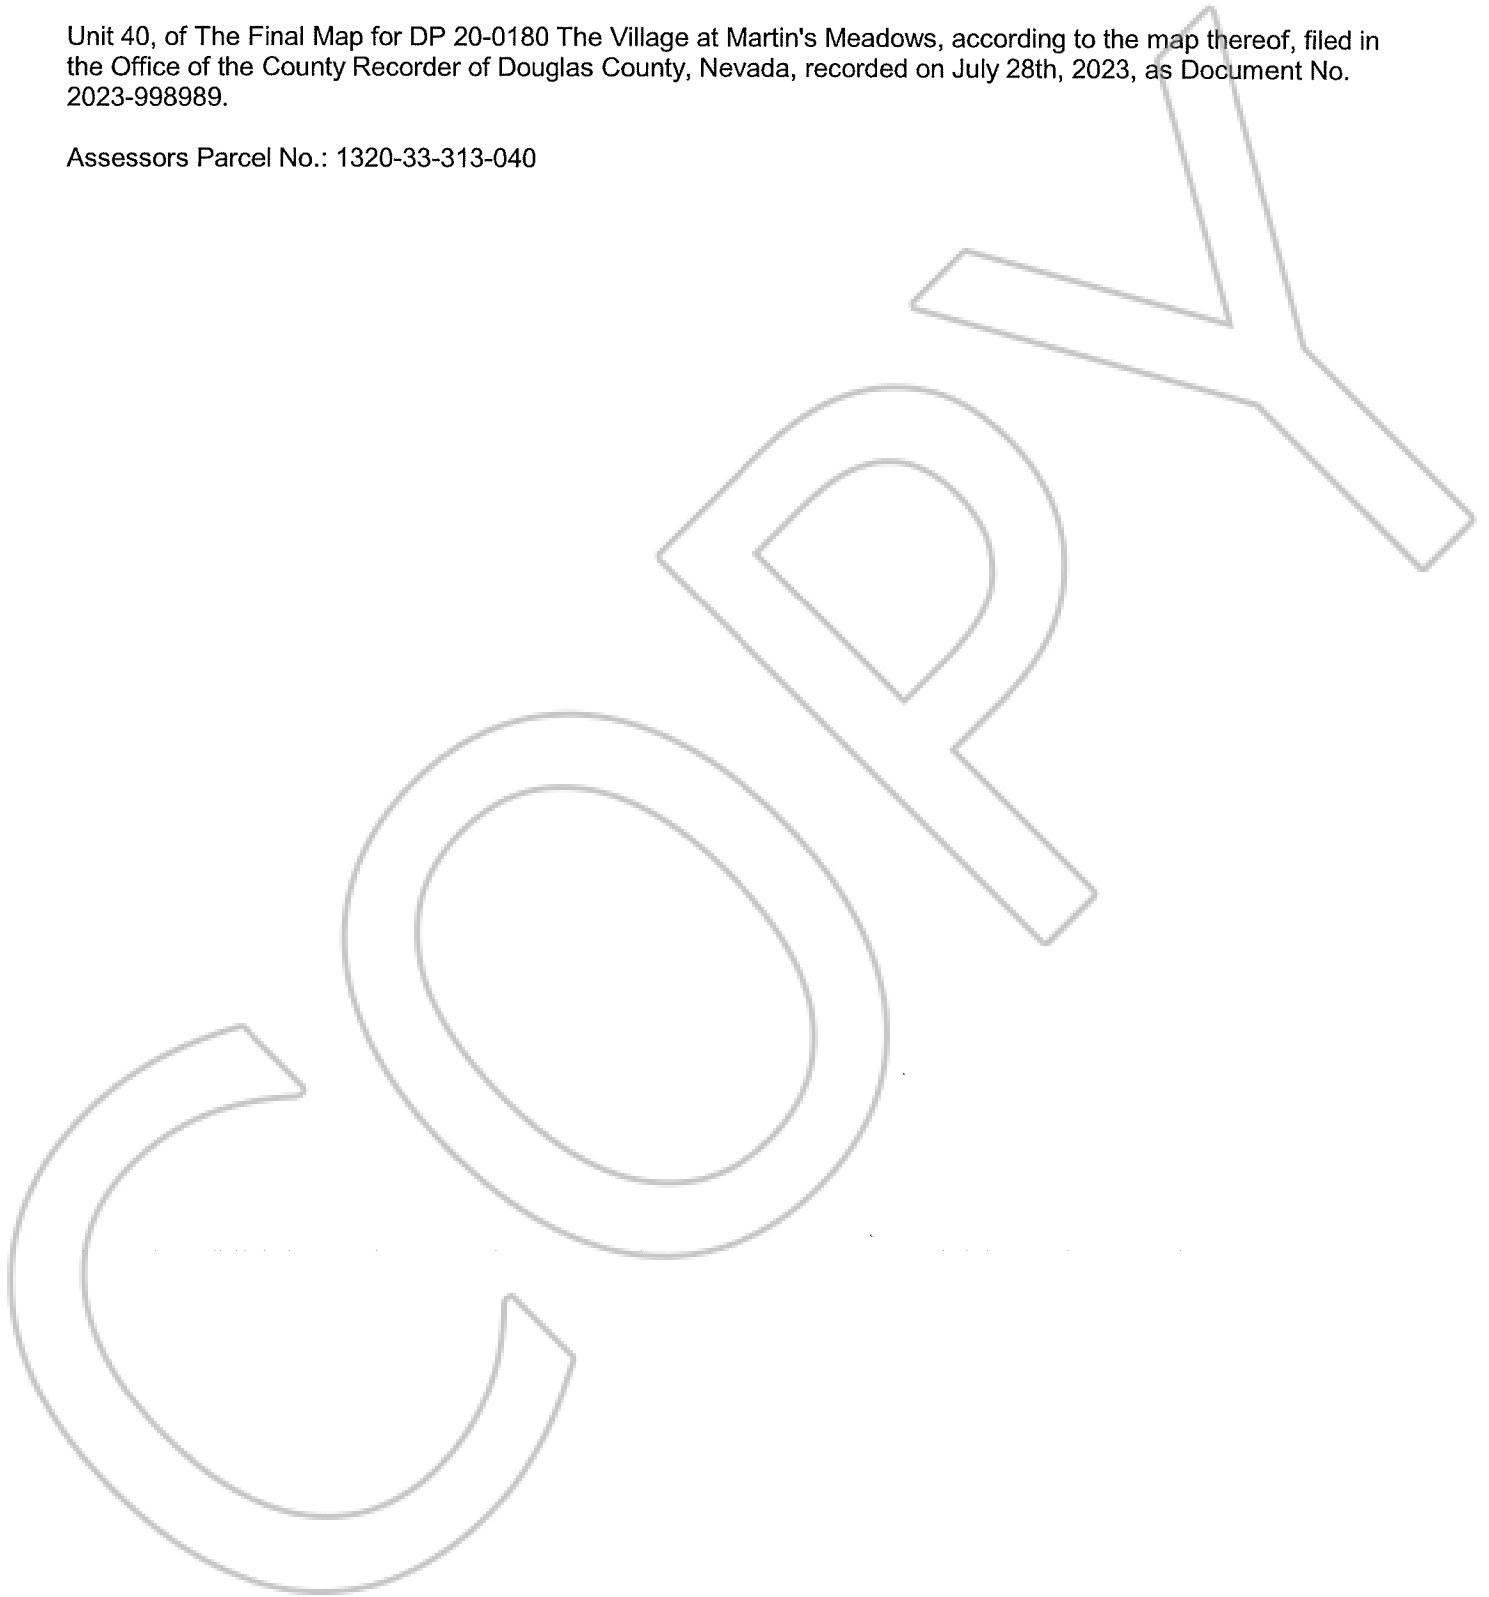 Unit 40, of The Final Map for DP 20-0180 The Village at Martin's Meadows, according to the map thereof, filed in
the Office of the County Recorder of Douglas County, Nevada, recorded on July 28th, 2023, as Document No.
2023-998989.
Assessors Parcel No.: 1320-33-313-040
COPY